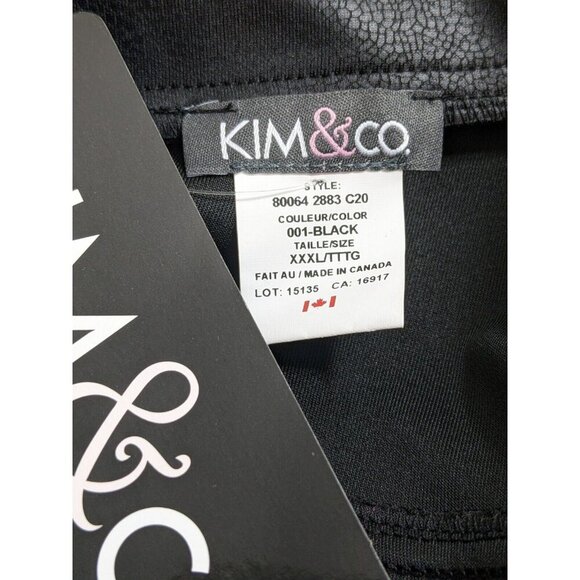 KIM&CO.
STYLE:
80064 2883 C20
COULEUR/COLOR
001-BLACK
TAILLE/SIZE
XXXL/TTTG
FAIT AU / MADE IN CANADA
LOT: 15135 CA: 16917
& C